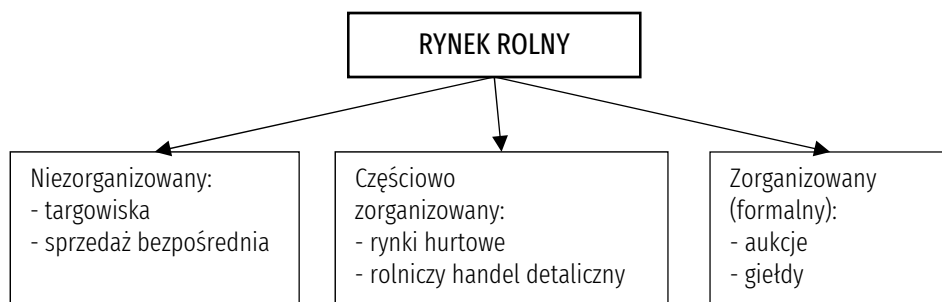 RYNEK ROLNY
Niezorganizowany:
- targowiska
- sprzedaż bezpośrednia
Częściowo
zorganizowany:
- rynki hurtowe
- rolniczy handel detaliczny
Zorganizowany
(formalny):
- aukcje
- giełdy